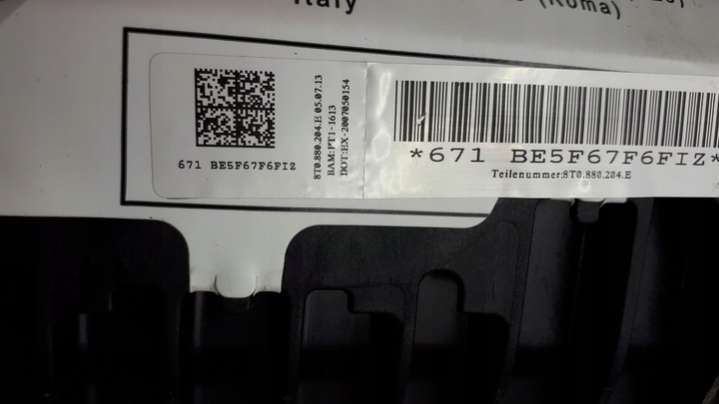 Italy
(Roma)
8T0.880.204.E 05.07.13
BAM:PT1-1613
DOT:EX-2007050154
671 BE5F67F6FIZ
*671 BE5F67F6FIZ*
Teilenummer:8T0.880.204.E